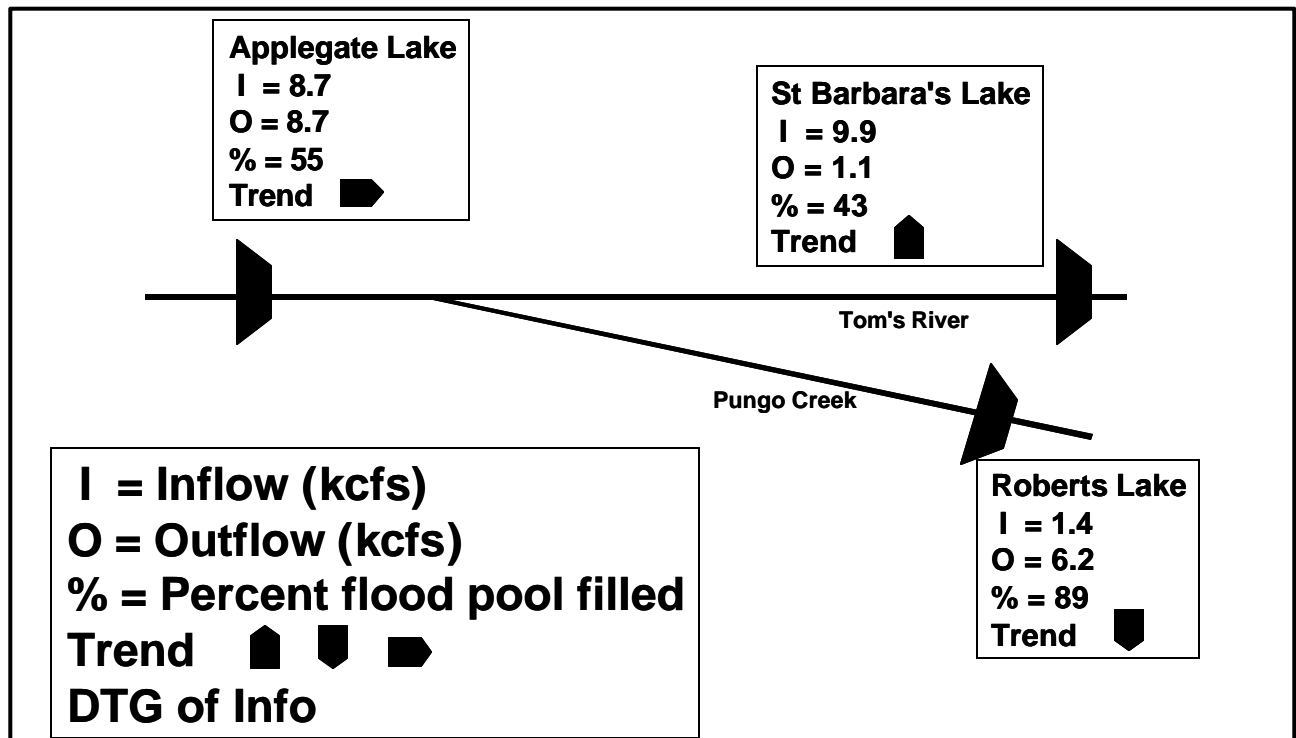 Applegate Lake
I = 8.7
O = 8.7
% = 55
Trend
St Barbara's Lake
I = 9.9
O = 1.1
% = 43
Trend
Tom's River
Pungo Creek
Roberts Lake
I = 1.4
O = 6.2
% = 89
Trend
I = Inflow (kcfs)
O = Outflow (kcfs)
% = Percent flood pool filled
Trend
DTG of Info